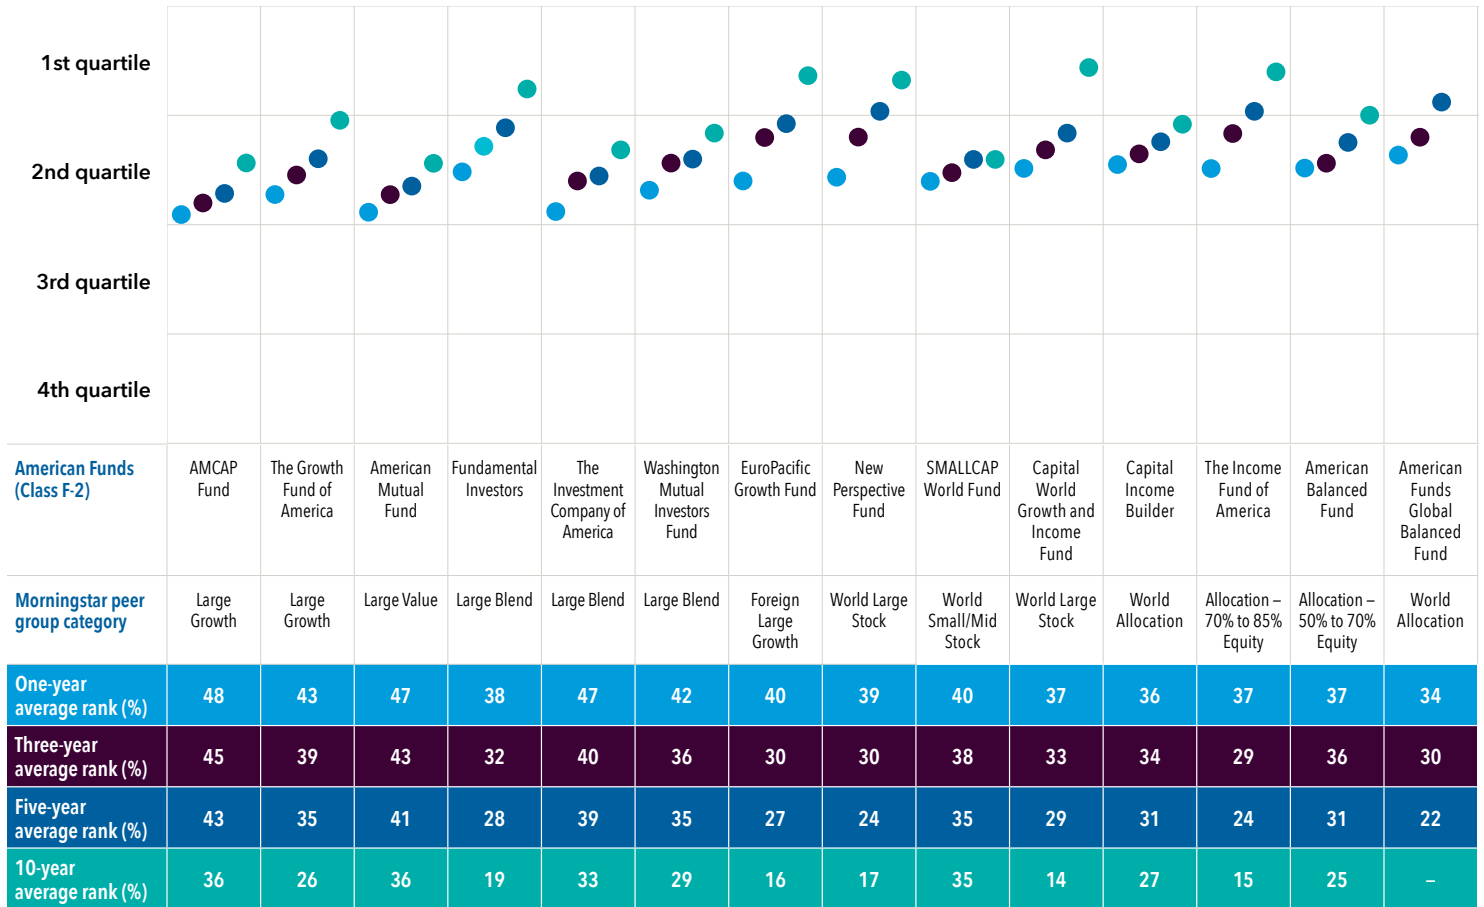 1st quartile
2nd quartile
3rd quartile
4th quartile
American Funds
(Class F-2)
AMCAP
Fund
The Growth
Fund of
America
American
Mutual
Fund
Fundamental
Investors
The
Investment
Company of
America
Washington
Mutual
Investors
Fund
EuroPacific
Growth Fund
New
Perspective
Fund
SMALLCAP
World Fund
Capital
World
Growth and
Income
Fund
Capital
Income
Builder
The Income
Fund of
America
American
Balanced
Fund
American
Funds
Global
Balanced
Fund
Morningstar peer
group category
Large
Growth
Large
Growth
Large Value
Large Blend
Large Blend
Large Blend
Foreign
Large
Growth
World Large
Stock
World
Small/Mid
Stock
World Large
Stock
World
Allocation
Allocation –
70% to 85%
Equity
Allocation –
50% to 70%
Equity
World
Allocation
One-year
average rank (%)
48 43 47 38 47 42 40 39 40 37 36 37 37 34
Three-year
average rank (%)
45 39 43 32 40 36 30 30 38 33 34 29 36 30
Five-year
average rank (%)
43 35 41 28 39 35 27 24 35 29 31 24 31 22
10-year
average rank (%)
36 26 36 19 33 29 16 17 35 14 27 15 25 –